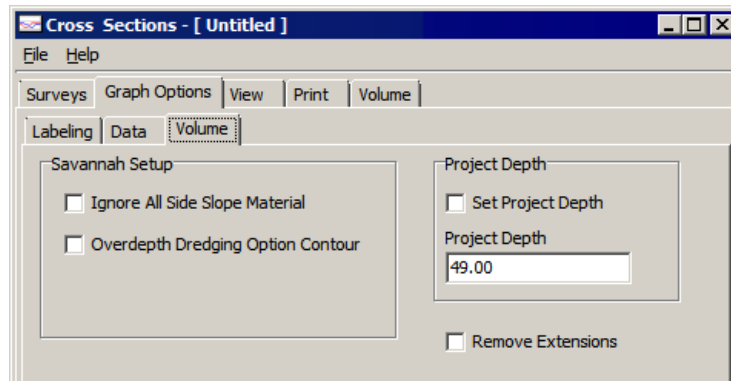 Cross Sections - [ Untitled ]
File Help
Surveys Graph Options View Print Volume
Labeling Data Volume
Savannah Setup
Ignore All Side Slope Material
Overdepth Dredging Option Contour
Project Depth
Set Project Depth
Project Depth
49.00
Remove Extensions